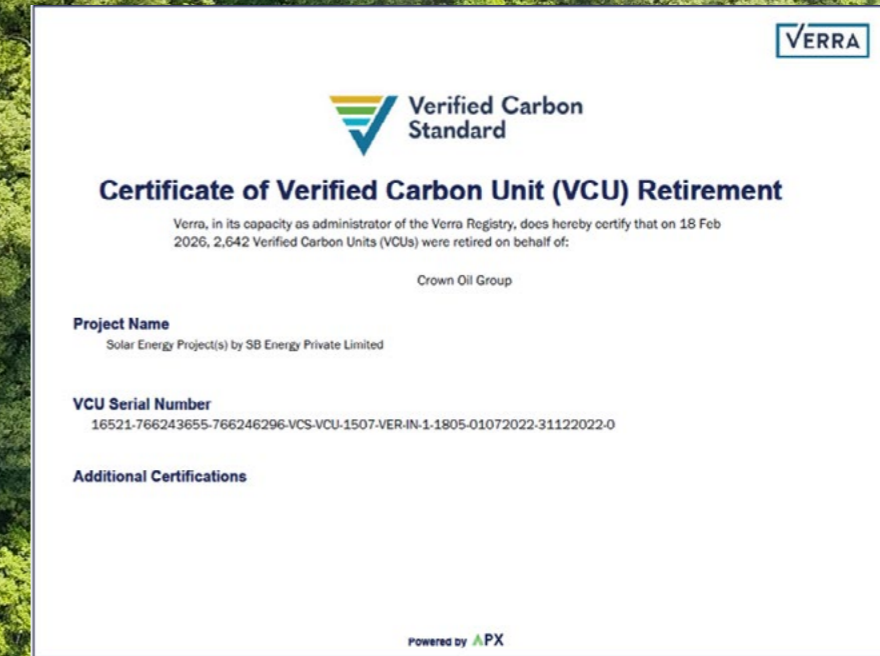 VERRA
Verified Carbon
Standard
Certificate of Verified Carbon Unit (VCU) Retirement
Verra, in its capacity as administrator of the Verra Registry, does hereby certify that on 18 Feb
2026, 2,642 Verified Carbon Units (VCUs) were retired on behalf of:
Crown Oil Group
Project Name
Solar Energy Project(s) by SB Energy Private Limited
VCU Serial Number
16521-766243655-766246296-VCS-VCU-1507-VER-IN-1-1805-01072022-31122022-0
Additional Certifications
Powered by APX